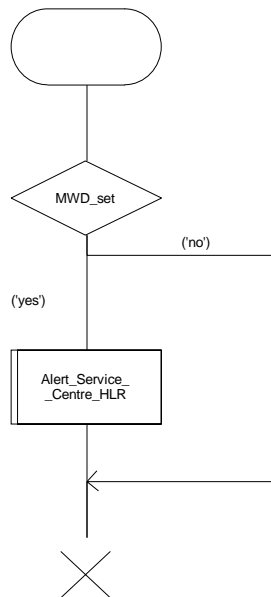 MWD_set
('no')
('yes')
Alert_Service_
_Centre_HLR